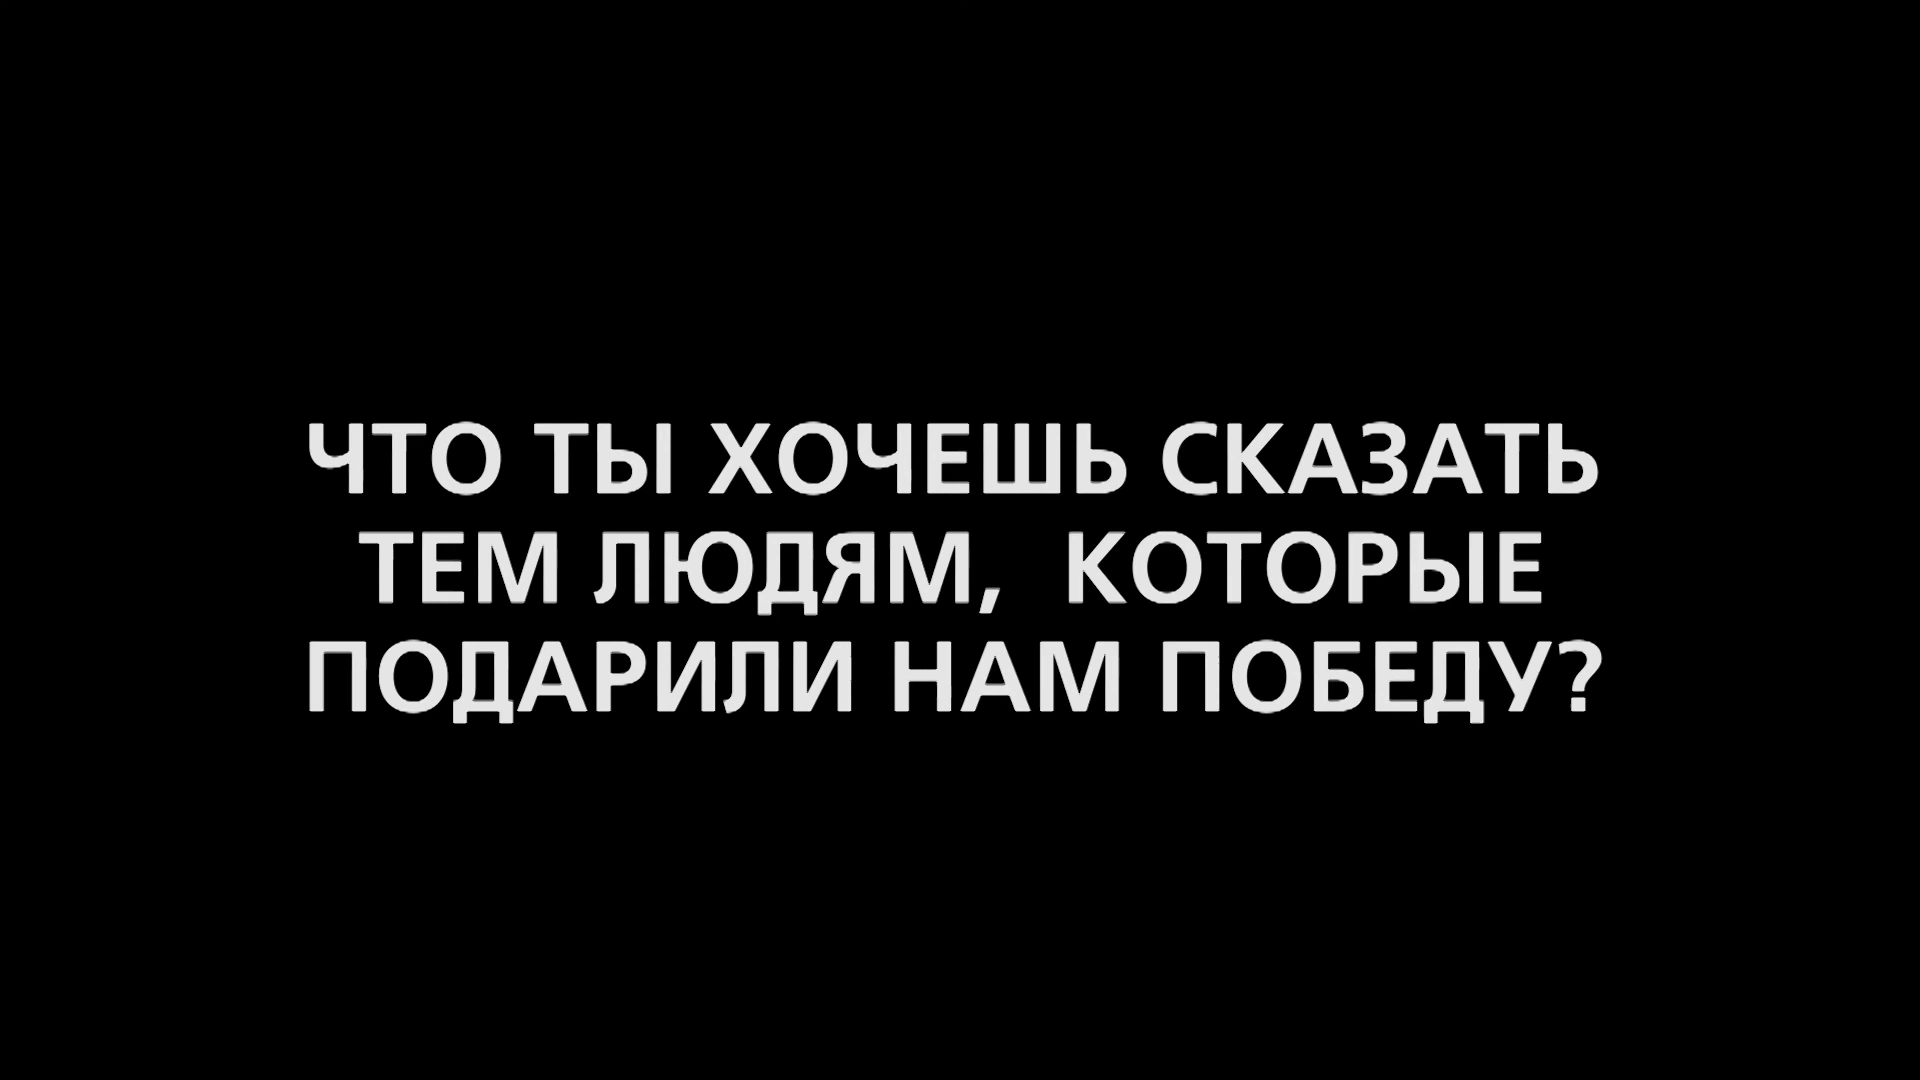 ЧТО ТЫ ХОЧЕШЬ СКАЗАТЬ
ТЕМ ЛЮДЯМ, КОТОРЫЕ
ПОДАРИЛИ НАМ ПОБЕДУ?